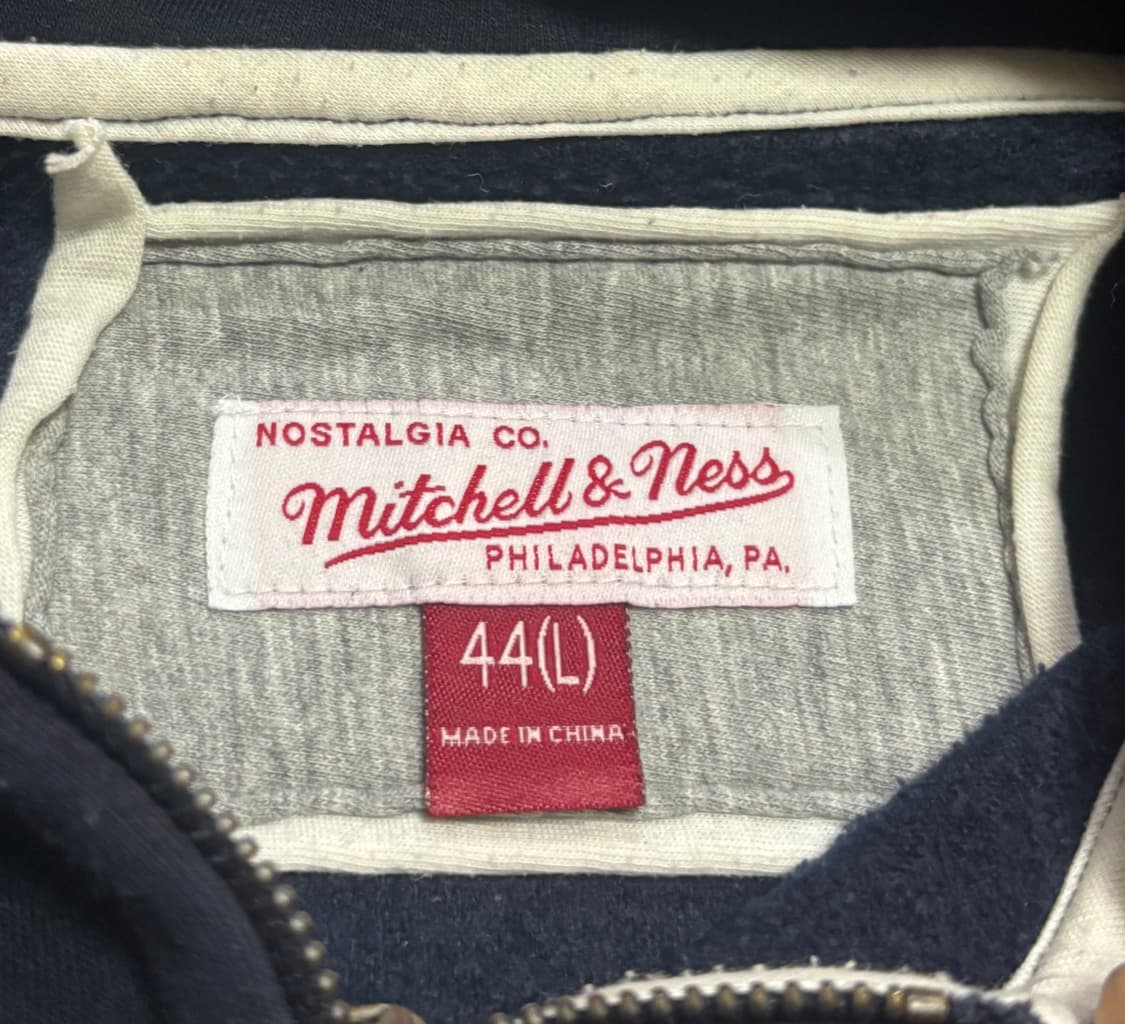 NOSTALGIA CO.
Mitchell & Ness
PHILADELPHIA, PA.
44(L)
MADE IN CHINA